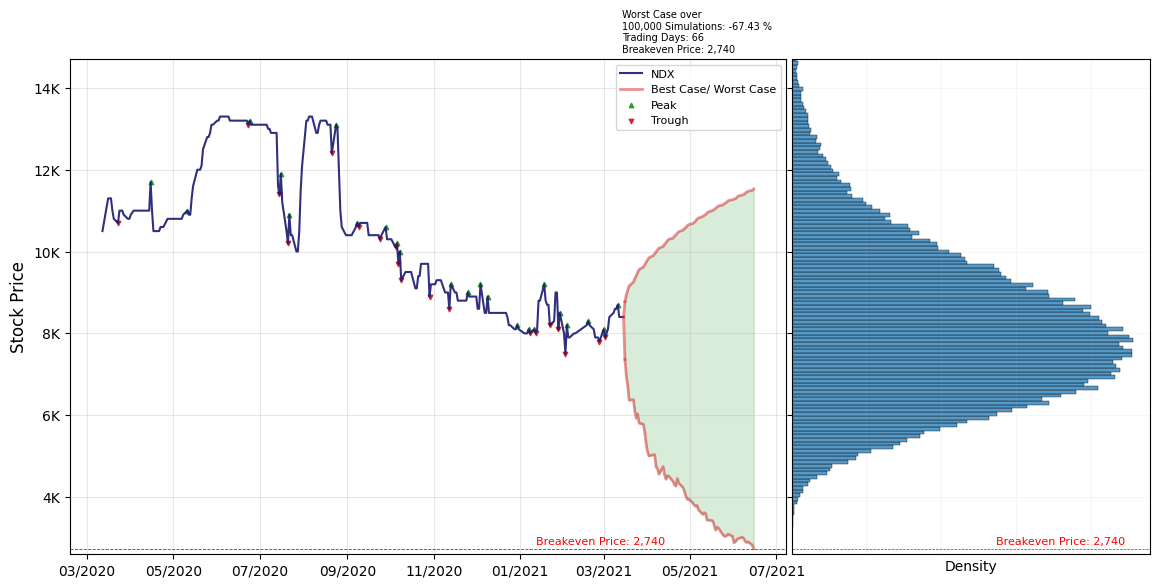 Worst Case over
100,000 Simulations: -67.43 %
Trading Days: 66
Breakeven Price: 2,740
NDX
Best Case/ Worst Case
Peak
Trough
Stock Price
14K
12K
10K
8K
6K
4K
Breakeven Price: 2,740
Breakeven Price: 2,740
03/2020 05/2020 07/2020 09/2020 11/2020 01/2021 03/2021 05/2021 07/2021
Density